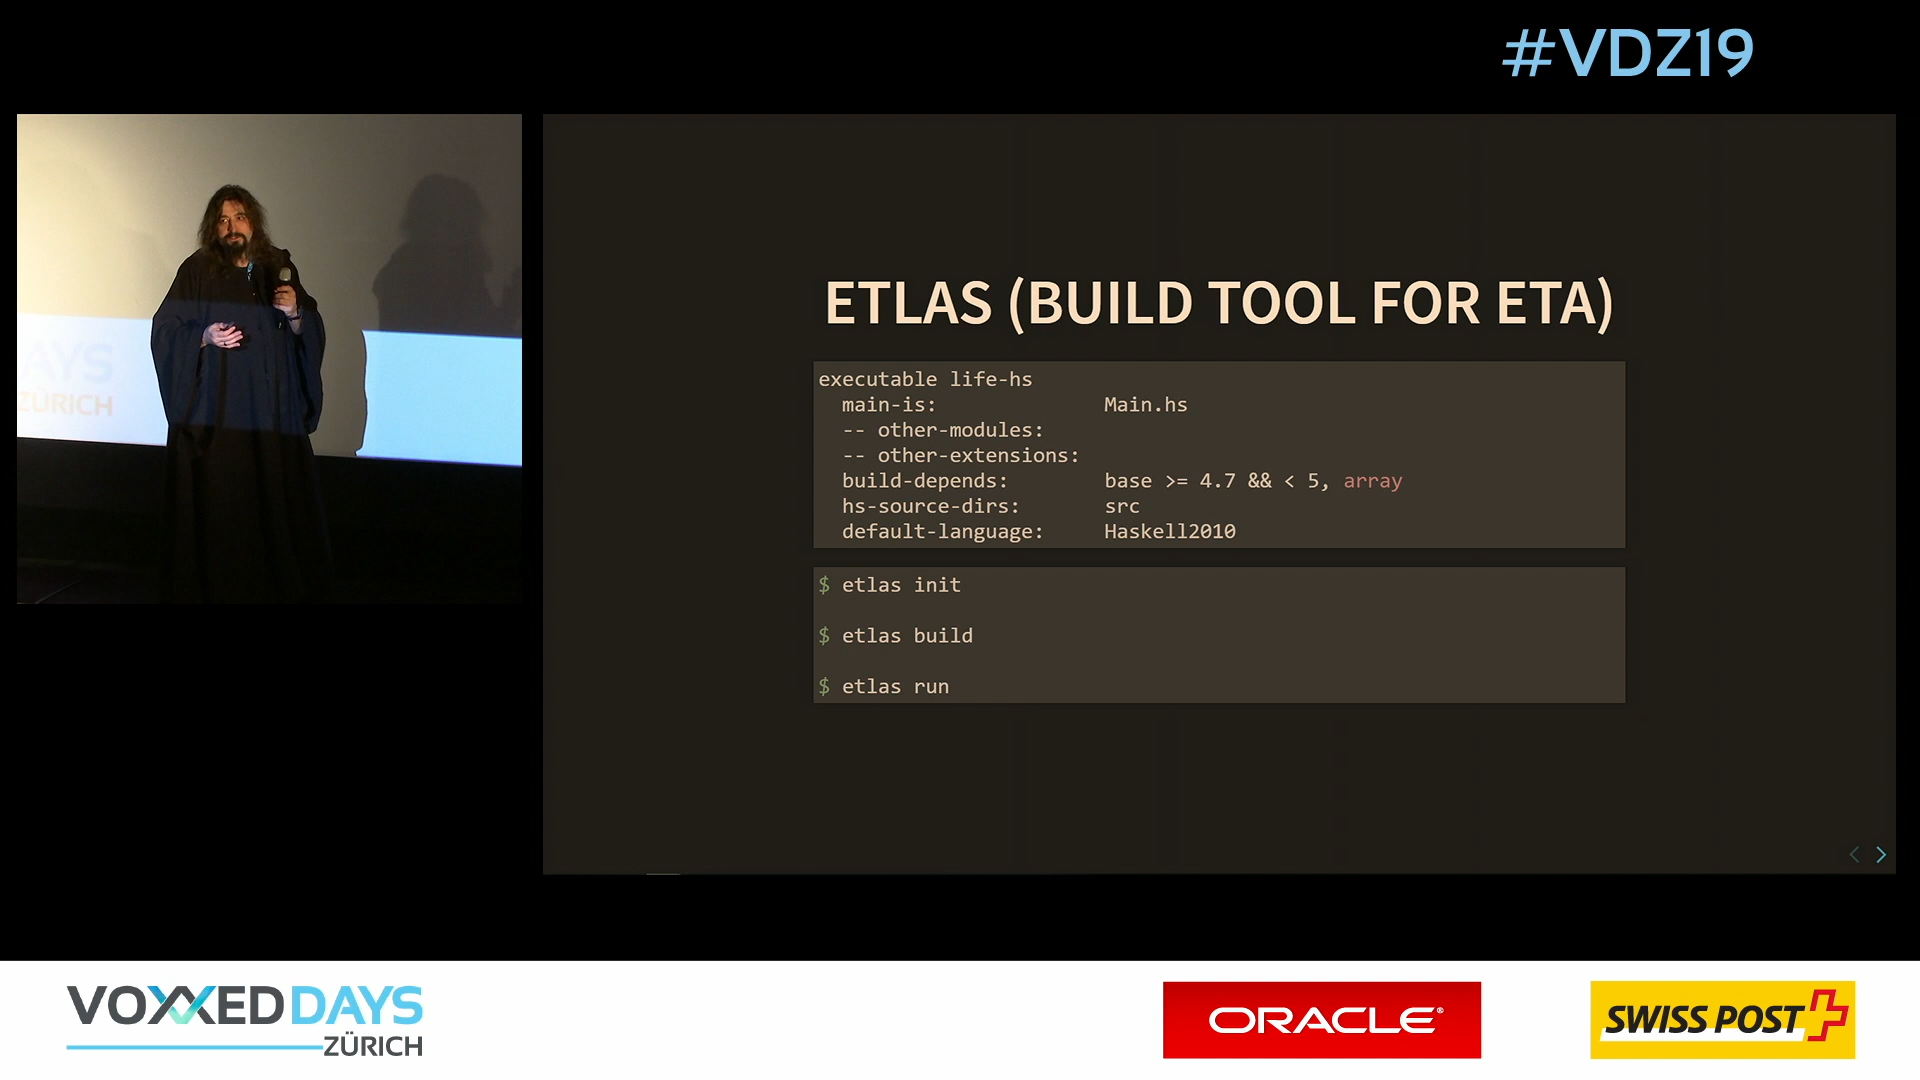 #VDZ19
AYS
ZÜRICH
ETLAS (BUILD TOOL FOR ETA)
executable life-hs
main-is: Main.hs
-- other-modules:
-- other-extensions:
build-depends: base >= 4.7 && < 5, array
hs-source-dirs: src
default-language: Haskell2010
$ etlas init
$ etlas build
$ etlas run
VOXXED DAYS
ZÜRICH
ORACLE®
SWISS POST